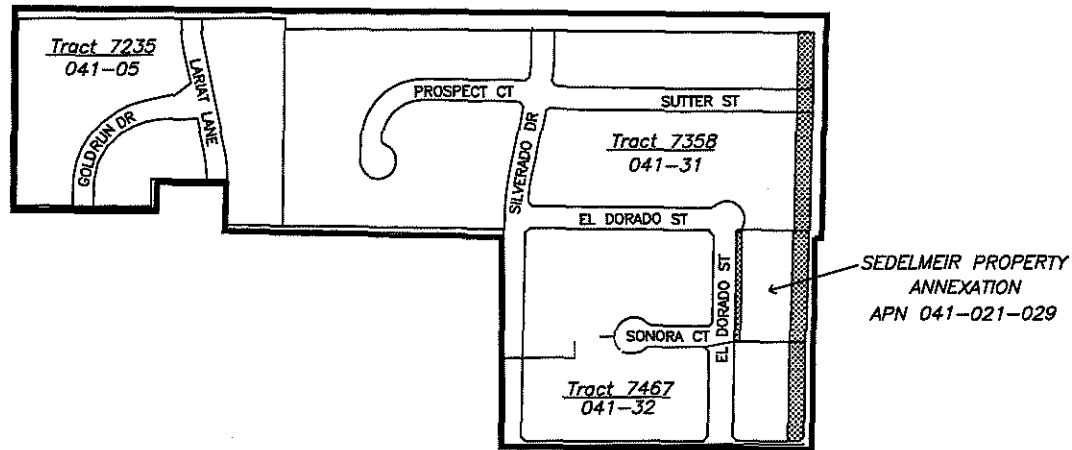 Tract 7235
041-05
LARIAT LANE
GOLDRUN DR
PROSPECT CT
SUTTER ST
SILVERADO DR
Tract 7358
041-31
EL DORADO ST
EL DORADO ST
SEDELMEIR PROPERTY
ANNEXATION
APN 041-021-029
SONORA CT
Tract 7467
041-32